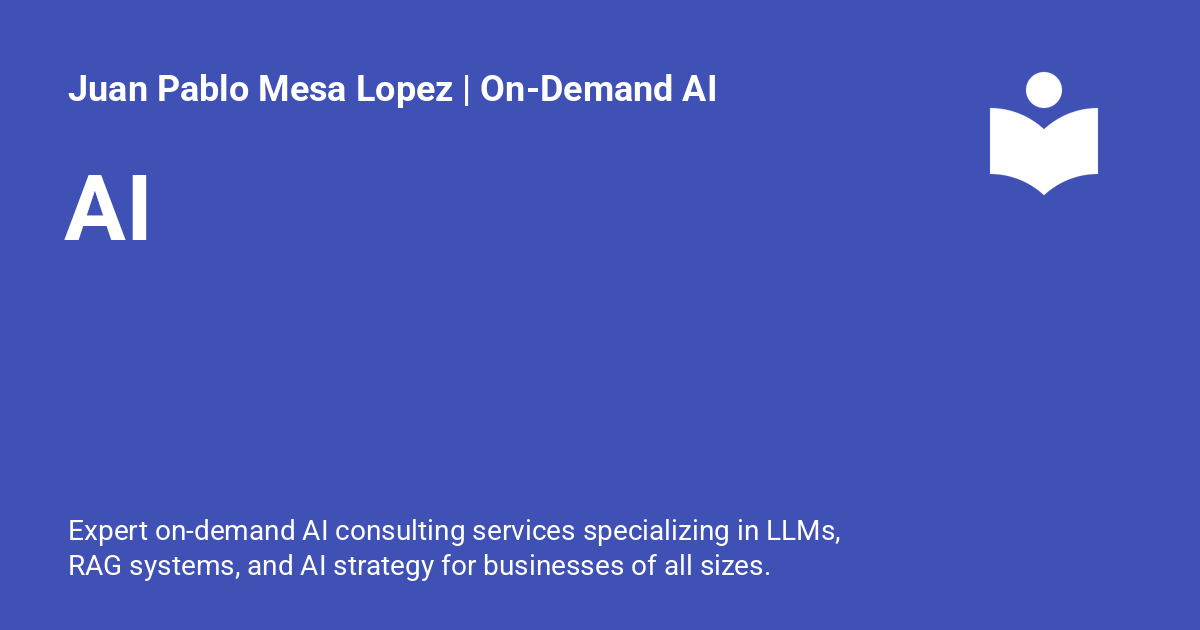 Juan Pablo Mesa Lopez | On-Demand AI
AI
Expert on-demand AI consulting services specializing in LLMs,
RAG systems, and AI strategy for businesses of all sizes.